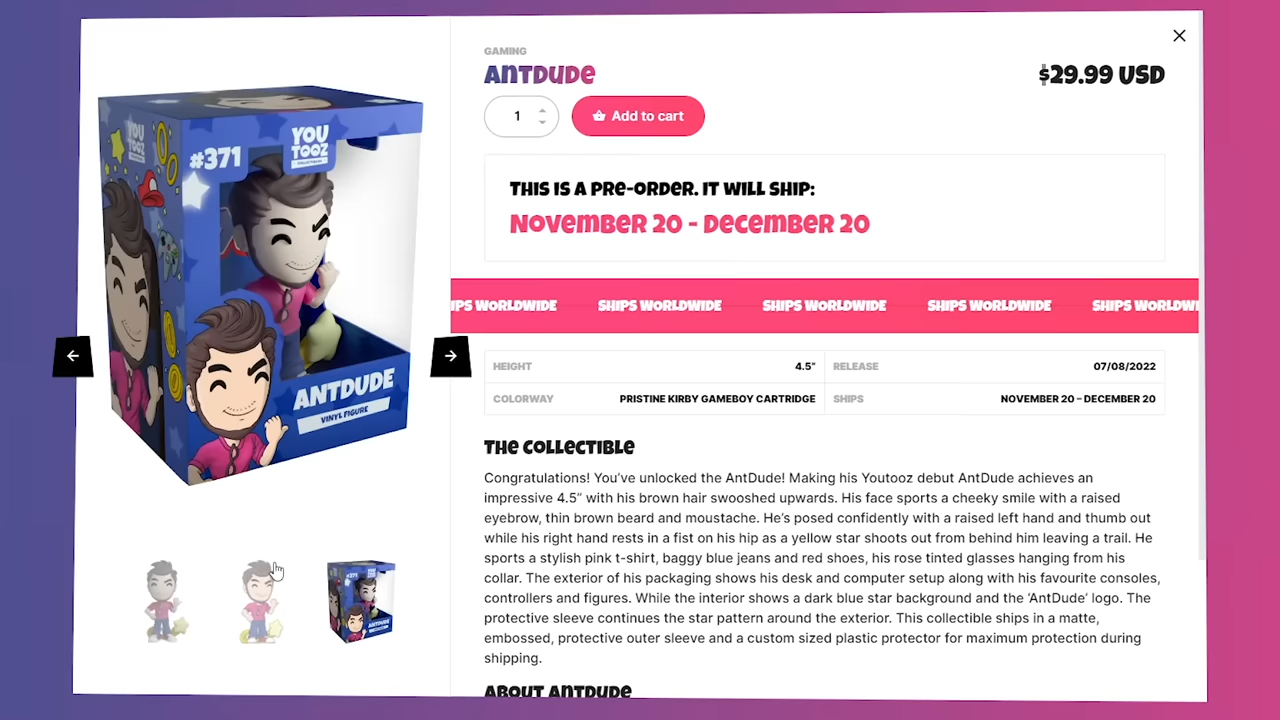 GAMING
ANTDUDE
$29.99 USD
1
Add to cart
THIS IS A PRE-ORDER. IT WILL SHIP:
NOVEMBER 20 - DECEMBER 20
IPS WORLDWIDE SHIPS WORLDWIDE SHIPS WORLDWIDE SHIPS WORLDWIDE SHIPS WORLDW
HEIGHT 4.5" RELEASE 07/08/2022
COLORWAY PRISTINE KIRBY GAMEBOY CARTRIDGE SHIPS NOVEMBER 20 – DECEMBER 20
THE COLLECTIBLE
Congratulations! You've unlocked the AntDude! Making his Youtooz debut AntDude achieves an
impressive 4.5” with his brown hair swooshed upwards. His face sports a cheeky smile with a raised
eyebrow, thin brown beard and moustache. He's posed confidently with a raised left hand and thumb out
while his right hand rests in a fist on his hip as a yellow star shoots out from behind him leaving a trail. He
sports a stylish pink t-shirt, baggy blue jeans and red shoes, his rose tinted glasses hanging from his
collar. The exterior of his packaging shows his desk and computer setup along with his favourite consoles,
controllers and figures. While the interior shows a dark blue star background and the ‘AntDude’ logo. The
protective sleeve continues the star pattern around the exterior. This collectible ships in a matte,
embossed, protective outer sleeve and a custom sized plastic protector for maximum protection during
shipping.
ABOUT ANTDUDE
YOU
TOOZ
#371
YOU
TOOZ
COLLECTIBLES
ANTDUDE
VINYL FIGURE
#371
ANTDUDE